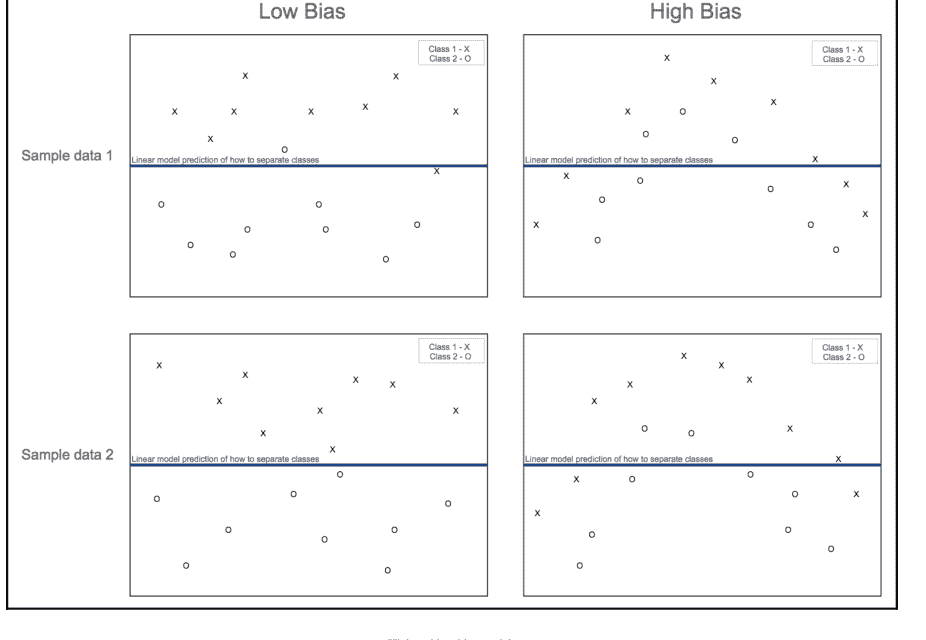 Low Bias
High Bias
Sample data 1
Class 1 - X
Class 2 - O
Linear model prediction of how to separate classes
Class 1 - X
Class 2 - O
Linear model prediction of how to separate classes
Sample data 2
Class 1 - X
Class 2 - O
Linear model prediction of how to separate classes
Class 1 - X
Class 2 - O
Linear model prediction of how to separate classes